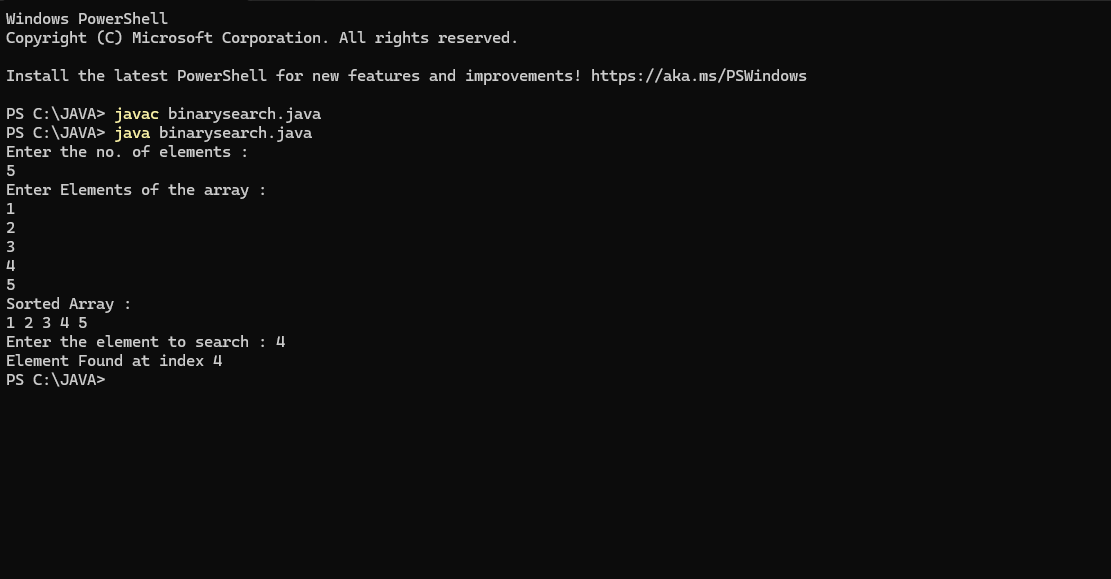 Windows PowerShell
Copyright (C) Microsoft Corporation. All rights reserved.
Install the latest PowerShell for new features and improvements! https://aka.ms/PSWindows
PS C:\JAVA> javac binarysearch.java
PS C:\JAVA> java binarysearch.java
Enter the no. of elements :
5
Enter Elements of the array :
1
2
3
4
5
Sorted Array :
1 2 3 4 5
Enter the element to search : 4
Element Found at index 4
PS C:\JAVA>